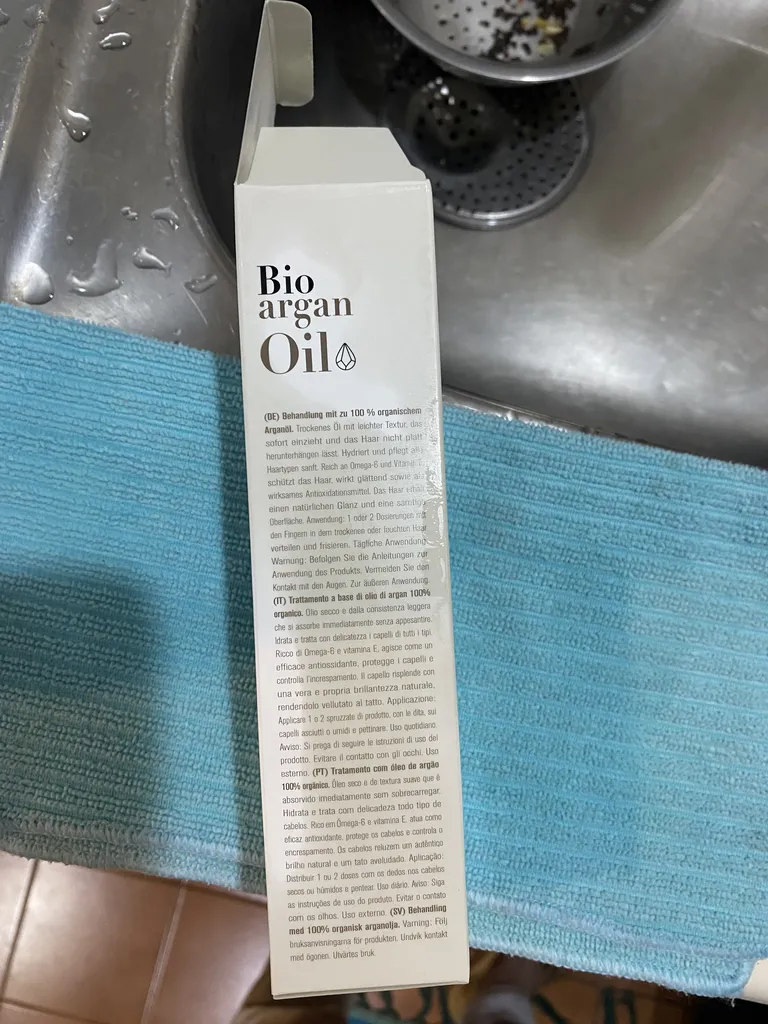 Bio
argan
Oil
(DE) Behandlung mit zu 100 % organischem
Arganöl. Trockenes Öl mit leichter Textur, das
sofort einzieht und das Haar nicht platt
herunterhängen lässt. Hydriert und pflegt alle
Haartypen sanft. Reich an Omega-6 und Vitamin E,
schützt das Haar, wirkt glättend sowie als
wirksames Antioxidationsmittel. Das Haar erhält
einen natürlichen Glanz und eine samtige
Oberfläche. Anwendung: 1 oder 2 Dosierungen mit
den Fingern in dem trockenen oder feuchten Haar
verteilen und frisieren. Tägliche Anwendung.
Warnung: Befolgen Sie die Anleitungen zur
Anwendung des Produkts. Vermeiden Sie den
Kontakt mit den Augen. Zur äußeren Anwendung.
(IT) Trattamento a base di olio di argan 100%
organico. Olio secco e dalla consistenza leggera
che si assorbe immediatamente senza appesantire.
Idrata e tratta con delicatezza i capelli di tutti i tipi.
Ricco di Omega-6 e vitamina E, agisce come un
efficace antiossidante, protegge i capelli e
controlla l'increspamento. Il capello risplende con
una vera e propria brillantezza naturale,
rendendolo vellutato al tatto. Applicazione:
Applicare 1 o 2 spruzzate di prodotto, con le dita, sui
capelli asciutti o umidi e pettinare. Uso quotidiano.
Avviso: Si prega di seguire le istruzioni di uso del
prodotto. Evitare il contatto con gli occhi. Uso
esterno. (PT) Tratamento com óleo de argão
100% orgânico. Óleo seco e de textura suave que é
absorvido imediatamente sem sobrecarregar.
Hidrata e trata com delicadeza todo tipo de
cabelos. Rico em Ômega-6 e vitamina E, atua como
eficaz antioxidante, protege os cabelos e controla o
encrespamento. Os cabelos reluzem um autêntico
brilho natural e um tato aveludado. Aplicação:
Distribuir 1 ou 2 doses com os dedos nos cabelos
secos ou húmidos e pentear. Uso diário. Aviso: Siga
as instruções de uso do produto. Evitar o contato
com os olhos. Uso externo. (SV) Behandling
med 100% organisk arganolja. Varning: Följ
bruksanvisningarna för produkten. Undvik kontakt
med ögonen. Utvärtes bruk.